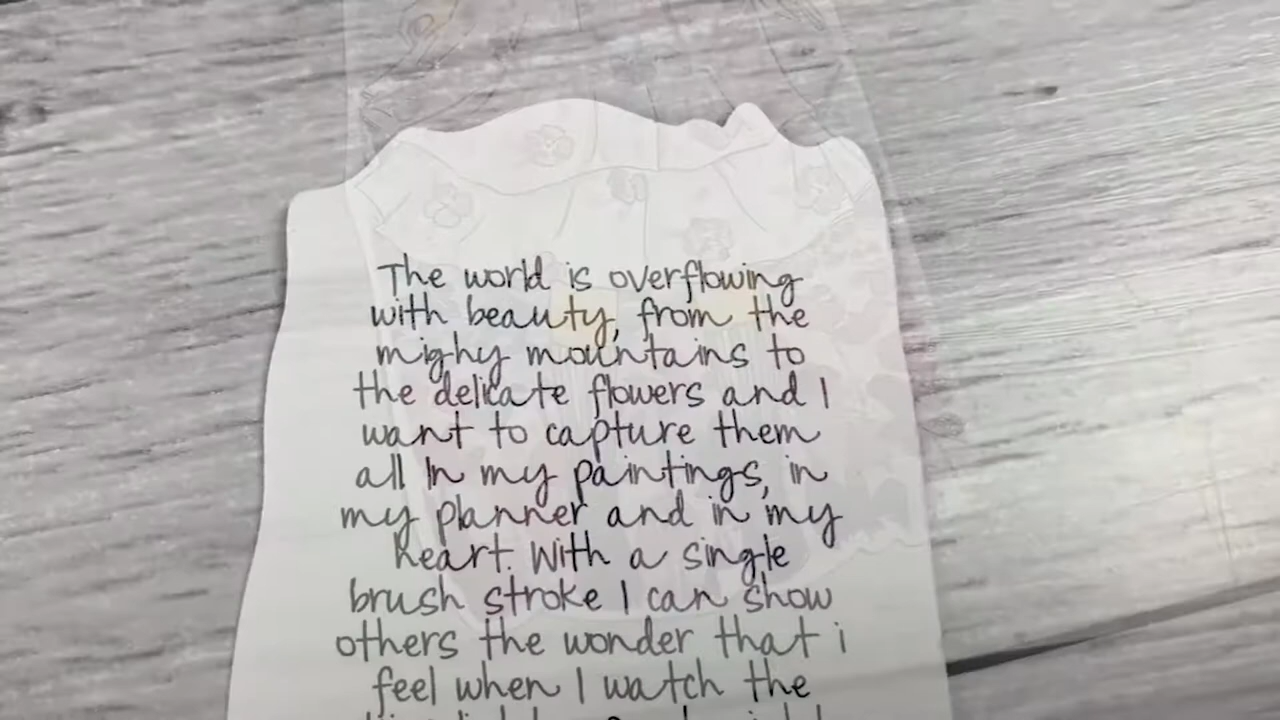 The world is overflowing
with beauty, from the
mighy mountains to
the delicate flowers and I
want to capture them
all In my paintings, in
my planner and in my
heart. With a single
brush stroke I can show
others the wonder that i
feel when I watch the